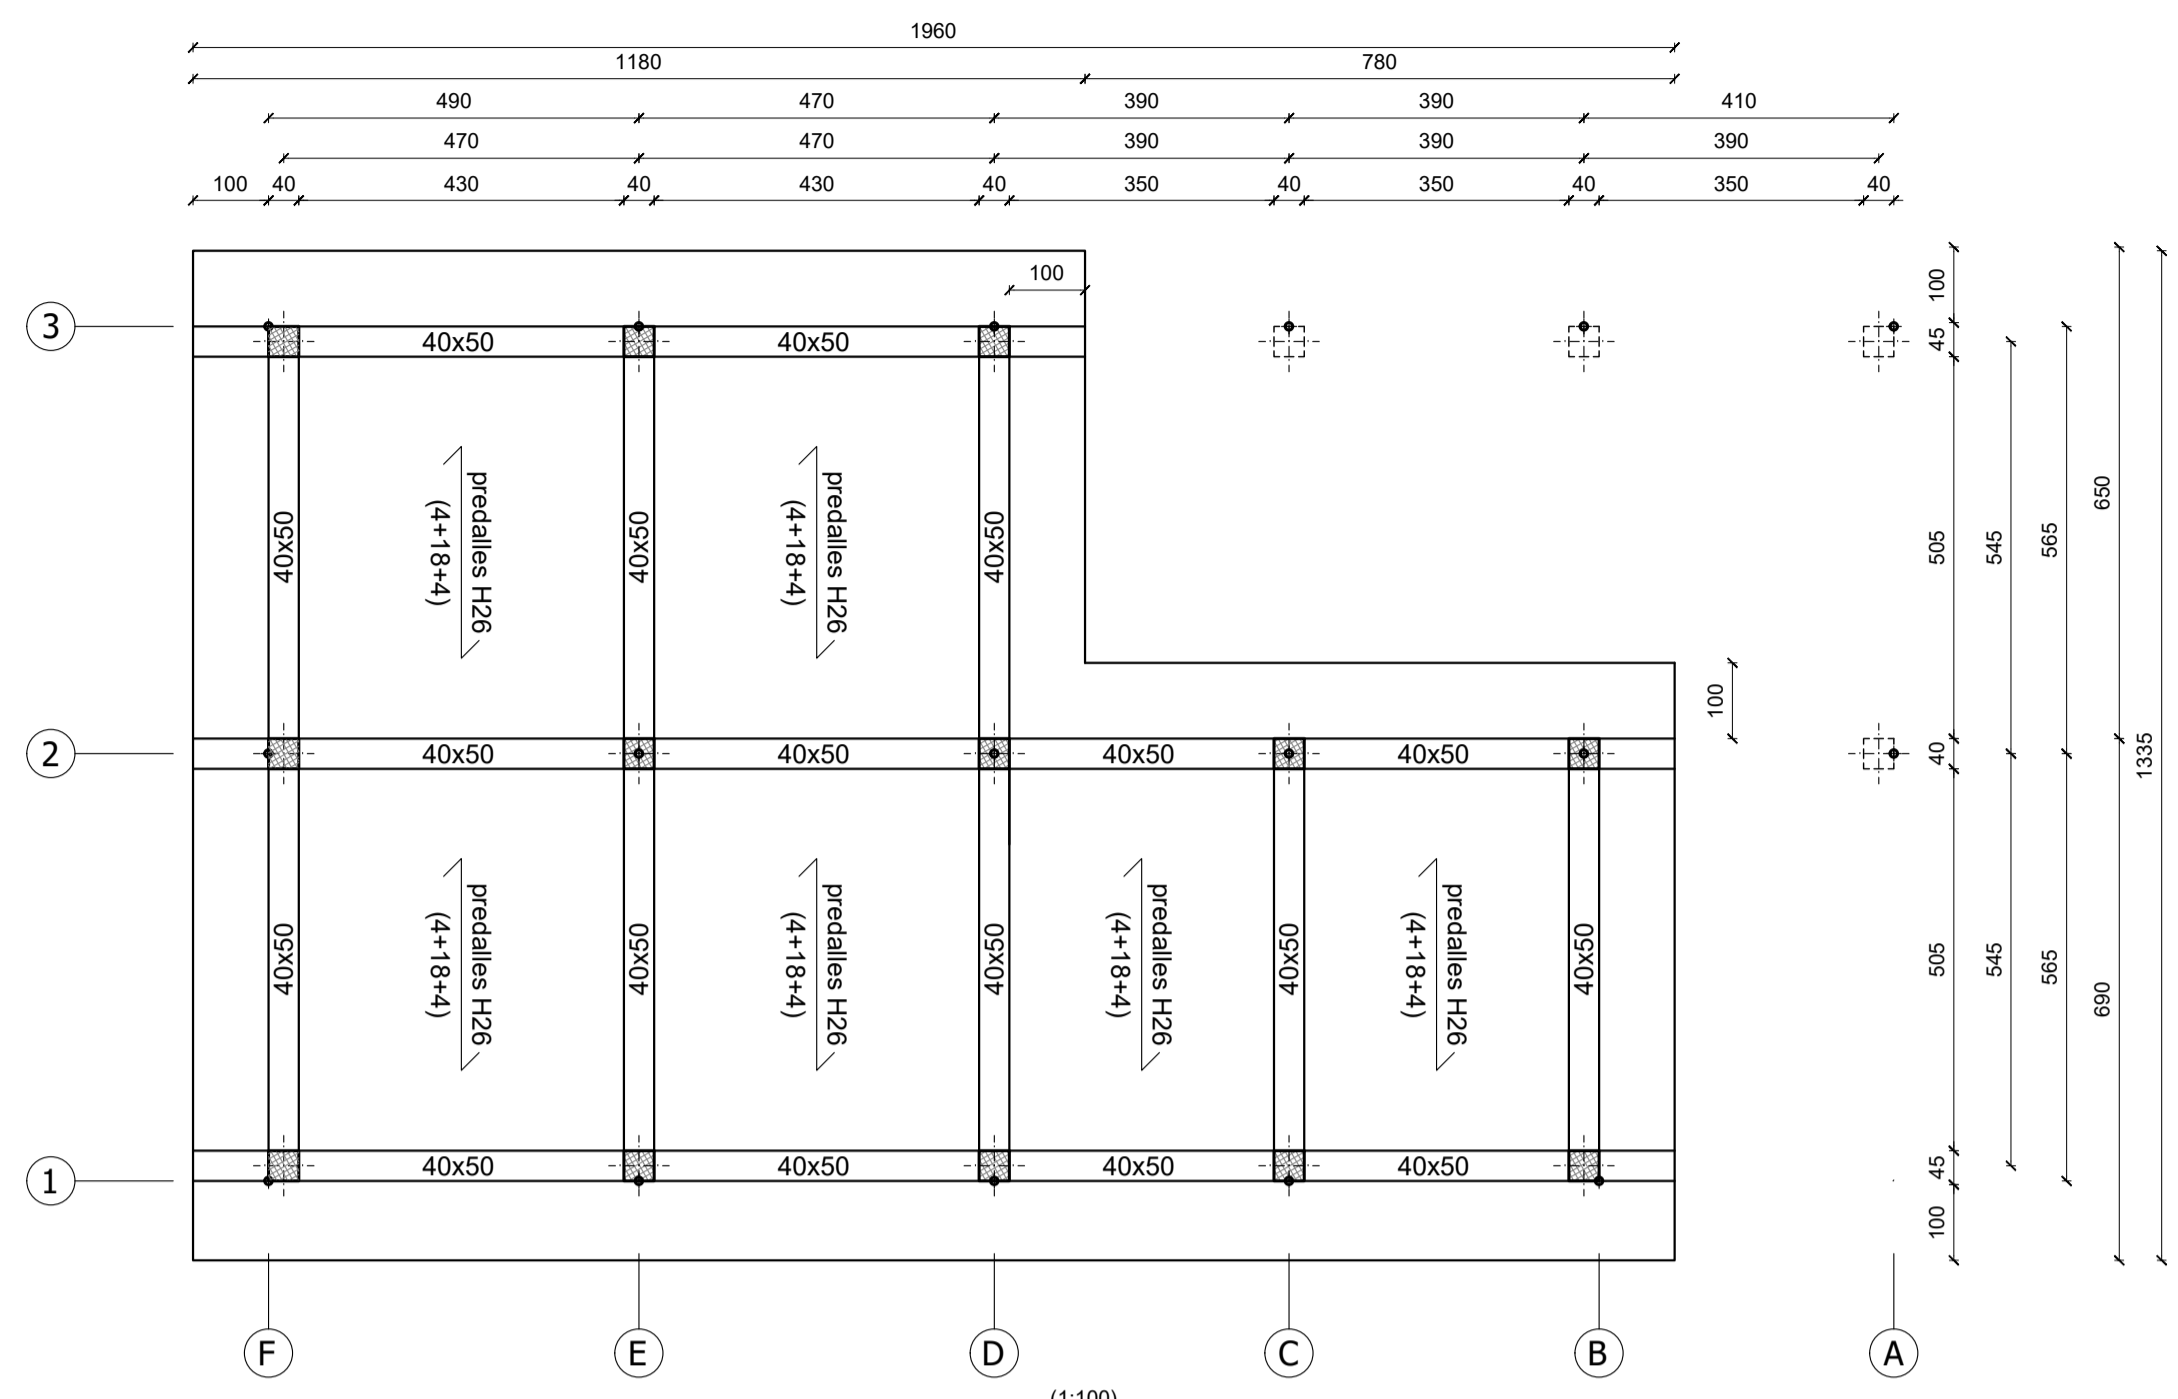 1960
1180 780
490 470 390 390 410
470 470 390 390 390
100 40 430 40 430 40 350 40 350 40 350 40
100
3
40x50 40x50
100
45
650
predalles H26
(4+18+4)
predalles H26
(4+18+4)
40x50 40x50 40x50
505
545
565
100
2
40x50 40x50 40x50 40x50
40
1335
predalles H26
(4+18+4)
predalles H26
(4+18+4)
predalles H26
(4+18+4)
predalles H26
(4+18+4)
40x50 40x50 40x50 40x50 40x50
505
545
565
690
1
40x50 40x50 40x50 40x50
45
100
F E D C B A
(1:100)